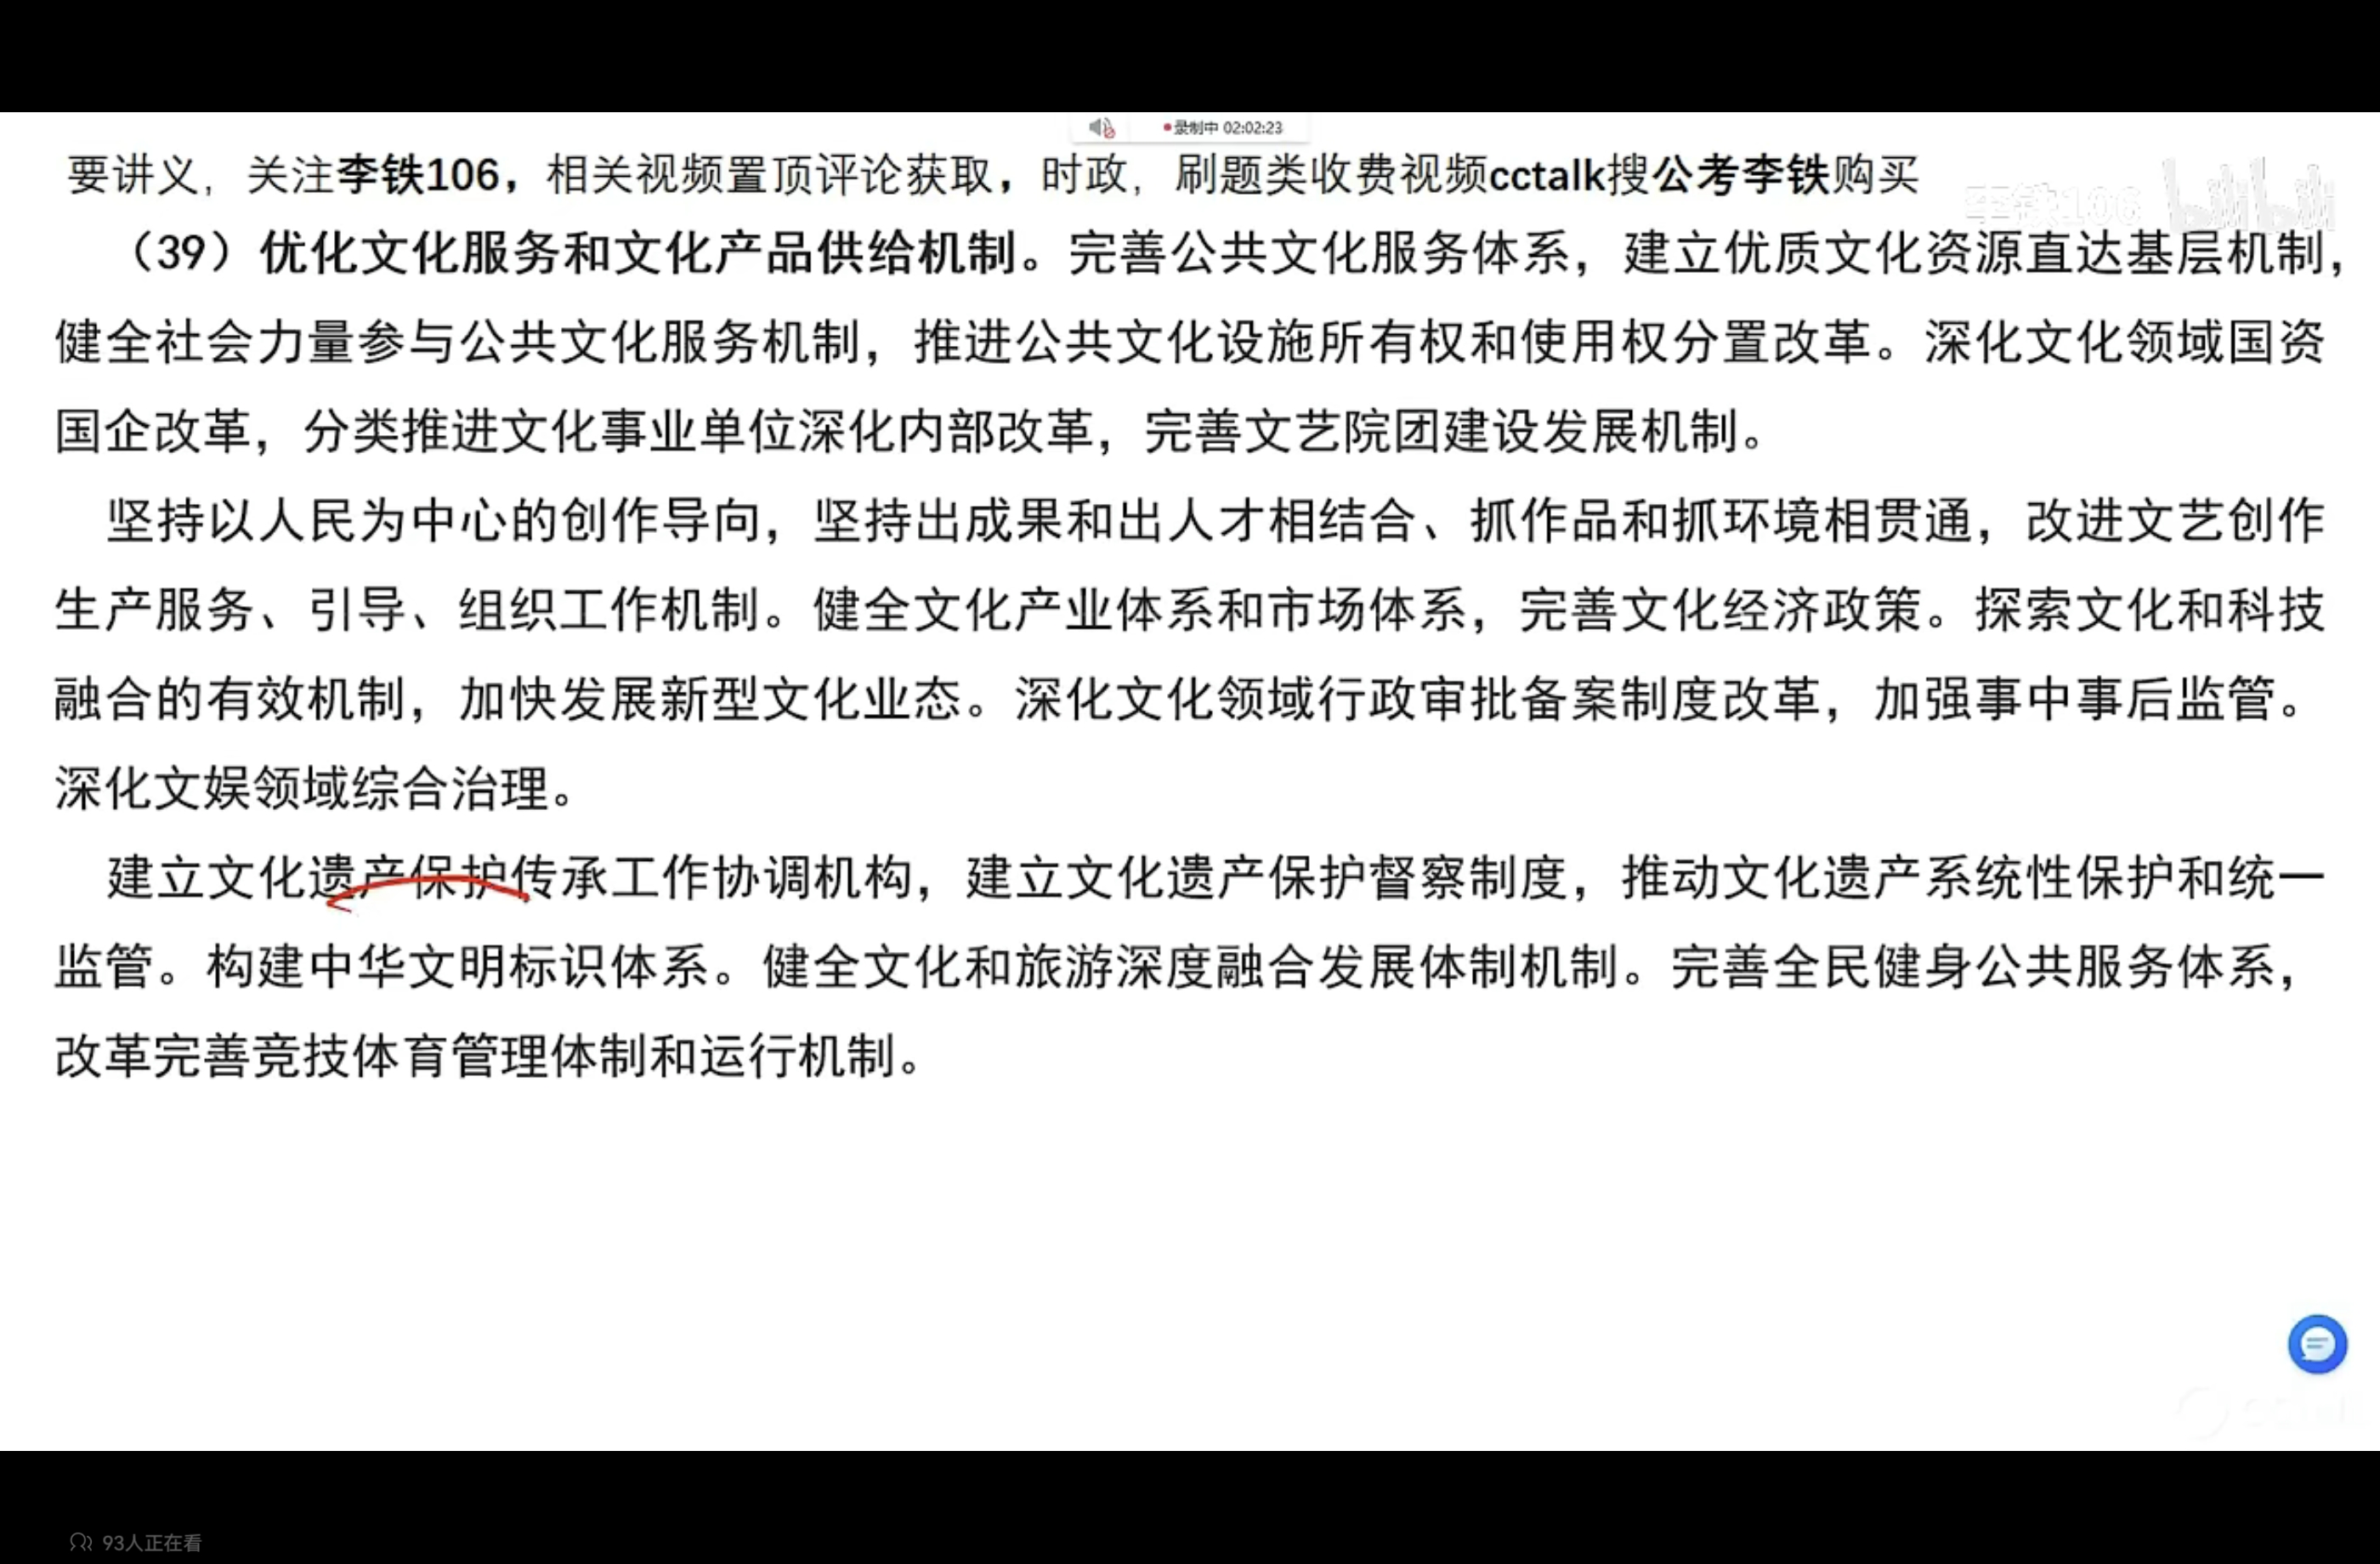 录制中 02:02:23
要讲义，关注李铁106，相关视频置顶评论获取，时政，刷题类收费视频cctalk搜公考李铁购买
李铁106 bilibili
（39）优化文化服务和文化产品供给机制。完善公共文化服务体系，建立优质文化资源直达基层机制，
健全社会力量参与公共文化服务机制，推进公共文化设施所有权和使用权分置改革。深化文化领域国资
国企改革，分类推进文化事业单位深化内部改革，完善文艺院团建设发展机制。
坚持以人民为中心的创作导向，坚持出成果和出人才相结合、抓作品和抓环境相贯通，改进文艺创作
生产服务、引导、组织工作机制。健全文化产业体系和市场体系，完善文化经济政策。探索文化和科技
融合的有效机制，加快发展新型文化业态。深化文化领域行政审批备案制度改革，加强事中事后监管。
深化文娱领域综合治理。
建立文化遗产保护传承工作协调机构，建立文化遗产保护督察制度，推动文化遗产系统性保护和统一
监管。构建中华文明标识体系。健全文化和旅游深度融合发展体制机制。完善全民健身公共服务体系，
改革完善竞技体育管理体制和运行机制。
93人正在看